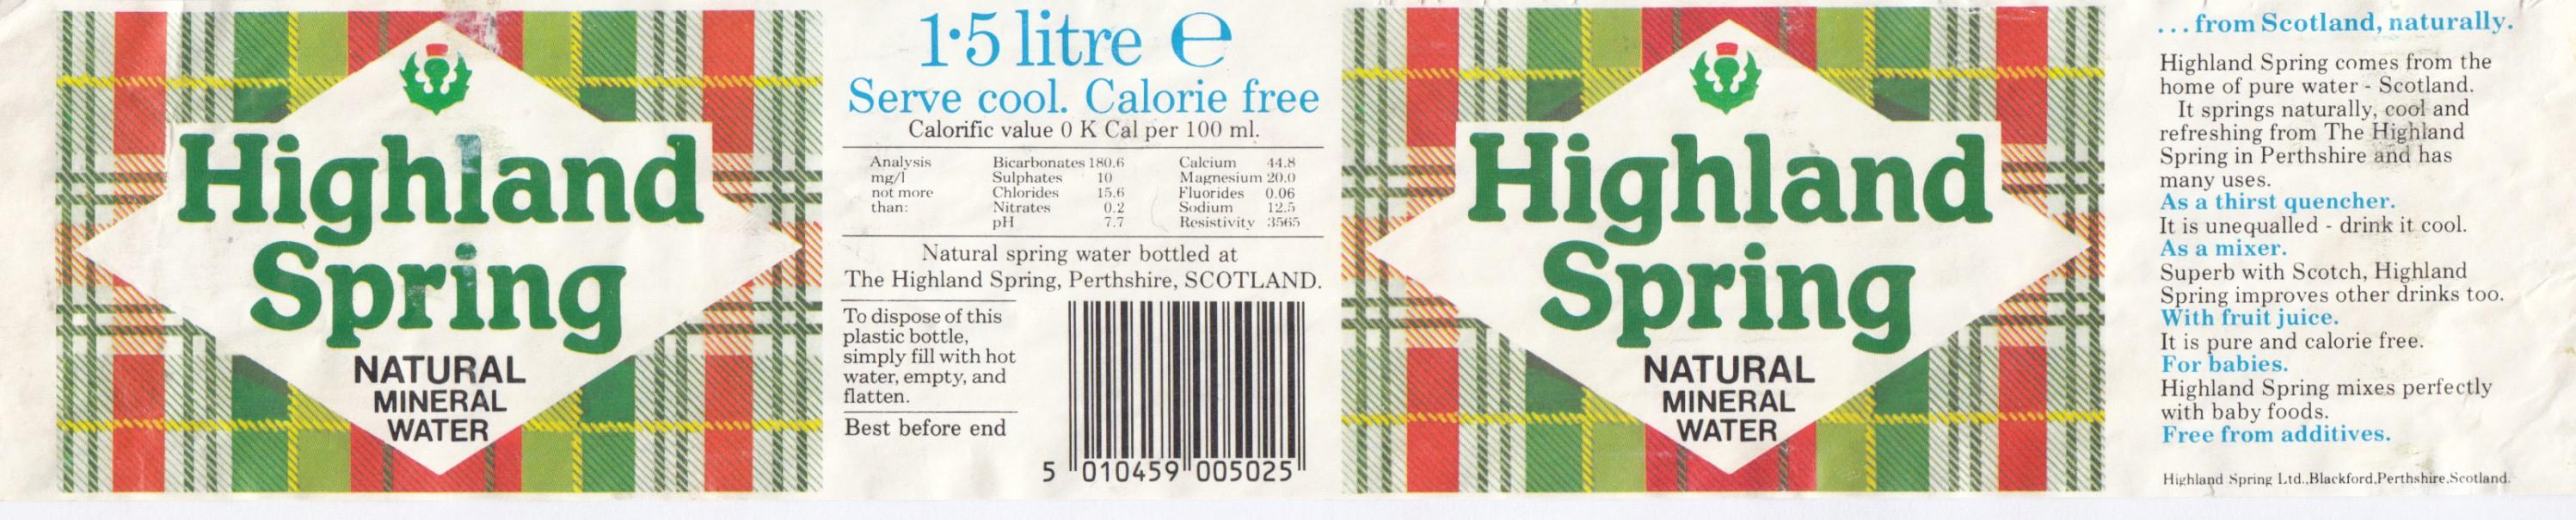 Highland
Spring
NATURAL
MINERAL
WATER
1·5 litre e
Serve cool. Calorie free
Calorific value 0 K Cal per 100 ml.
Analysis Bicarbonates 180.6 Calcium 44.8
mg/l Sulphates 10 Magnesium 20.0
not more Chlorides 15.6 Fluorides 0.06
than: Nitrates 0.2 Sodium 12.5
pH 7.7 Resistivity 3565
Natural spring water bottled at
The Highland Spring, Perthshire, SCOTLAND.
To dispose of this
plastic bottle,
simply fill with hot
water, empty, and
flatten.
Best before end
5 010459 005025
Highland
Spring
NATURAL
MINERAL
WATER
...from Scotland, naturally.
Highland Spring comes from the
home of pure water - Scotland.
It springs naturally, cool and
refreshing from The Highland
Spring in Perthshire and has
many uses.
As a thirst quencher.
It is unequalled - drink it cool.
As a mixer.
Superb with Scotch, Highland
Spring improves other drinks too.
With fruit juice.
It is pure and calorie free.
For babies.
Highland Spring mixes perfectly
with baby foods.
Free from additives.
Highland Spring Ltd.,Blackford,Perthshire,Scotland.